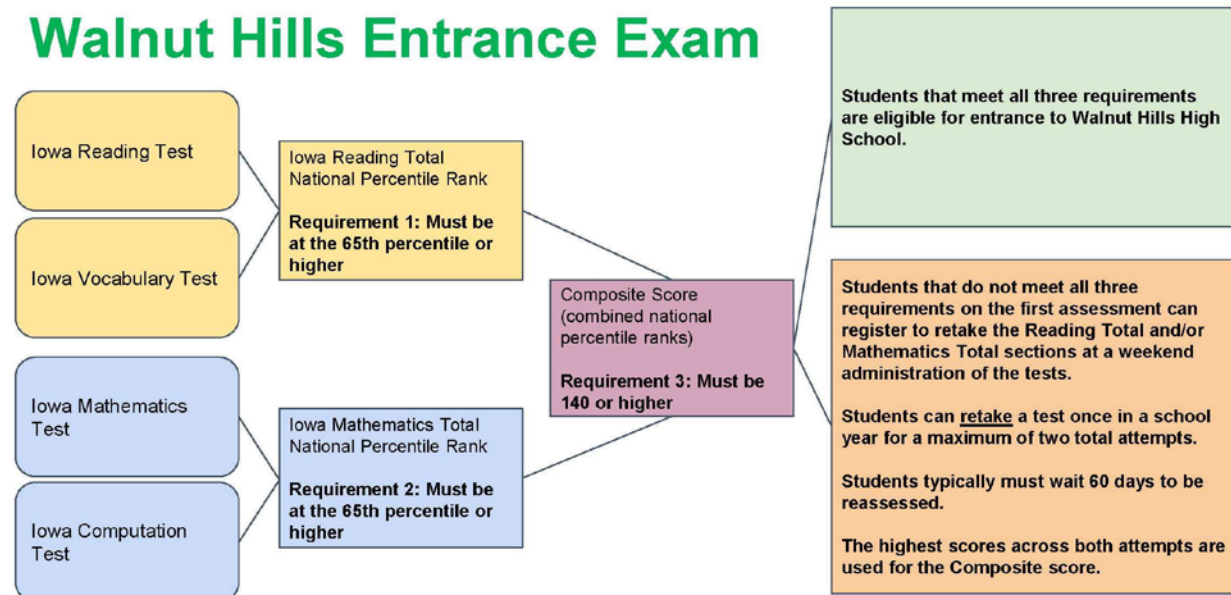 Walnut Hills Entrance Exam
Iowa Reading Test
Iowa Vocabulary Test
Iowa Mathematics
Test
Iowa Computation
Test
Iowa Reading Total
National Percentile Rank
Requirement 1: Must be
at the 65th percentile or
higher
Iowa Mathematics Total
National Percentile Rank
Requirement 2: Must be
at the 65th percentile or
higher
Composite Score
(combined national
percentile ranks)
Requirement 3: Must be
140 or higher
Students that meet all three requirements
are eligible for entrance to Walnut Hills High
School.
Students that do not meet all three
requirements on the first assessment can
register to retake the Reading Total and/or
Mathematics Total sections at a weekend
administration of the tests.
Students can retake a test once in a school
year for a maximum of two total attempts.
Students typically must wait 60 days to be
reassessed.
The highest scores across both attempts are
used for the Composite score.